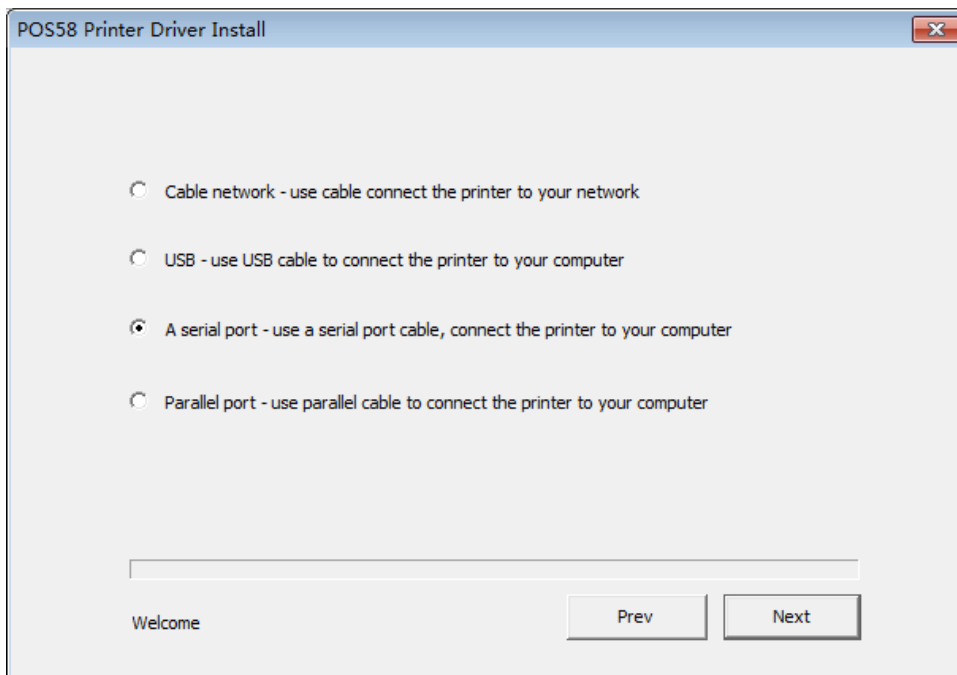 POS58 Printer Driver Install
Cable network - use cable connect the printer to your network
USB - use USB cable to connect the printer to your computer
A serial port - use a serial port cable, connect the printer to your computer
Parallel port - use parallel cable to connect the printer to your computer
Welcome
Prev
Next